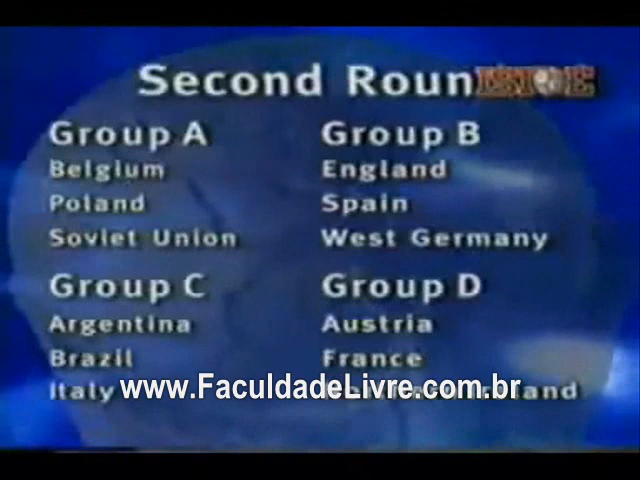 Second Roun
Group A
Belgium
Poland
Soviet Union
Group B
England
Spain
West Germany
Group C
Argentina
Brazil
Italy
Group D
Austria
France
www.FaculdadeLivre.com.br